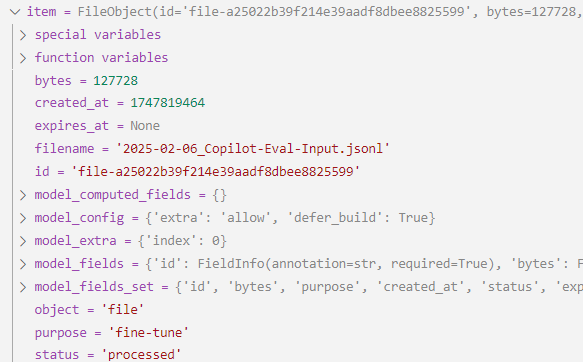 item = FileObject(id='file-a25022b39f214e39aadf8dbee8825599', bytes=127728,
special variables
function variables
bytes = 127728
created_at = 1747819464
expires_at = None
filename = '2025-02-06_Copilot-Eval-Input.jsonl'
id = 'file-a25022b39f214e39aadf8dbee8825599'
model_computed_fields = {}
model_config = {'extra': 'allow', 'defer_build': True}
model_extra = {'index': 0}
model_fields = {'id': FieldInfo(annotation=str, required=True), 'bytes': F
model_fields_set = {'id', 'bytes', 'purpose', 'created_at', 'status', 'exp
object = 'file'
purpose = 'fine-tune'
status = 'processed'